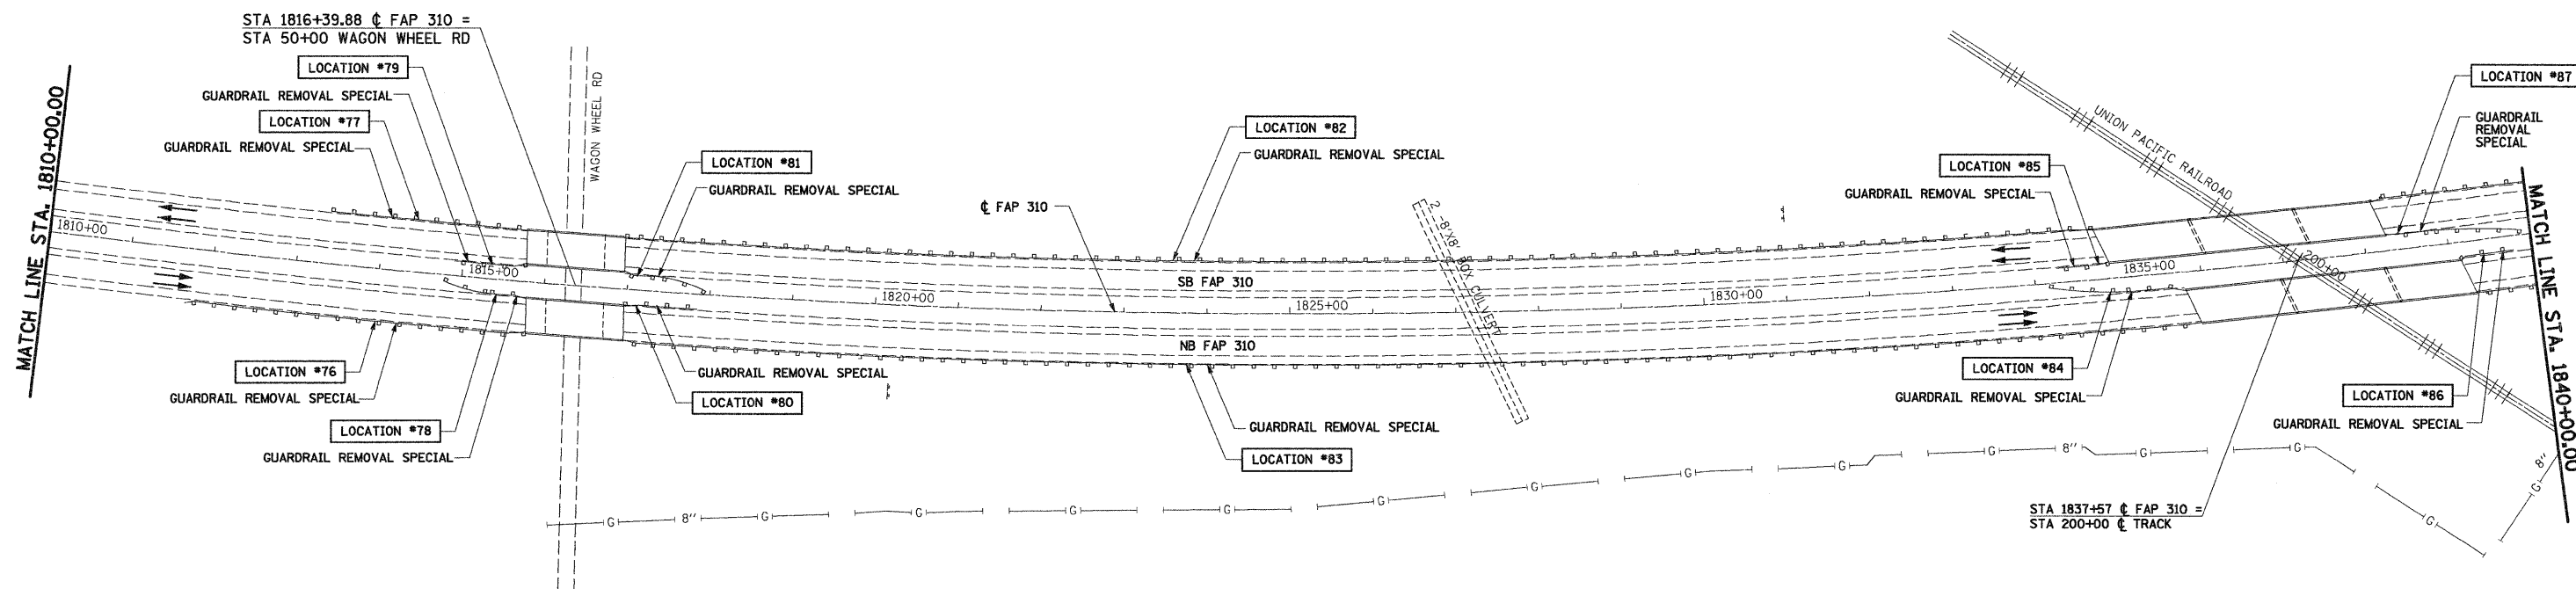 STA 1816+39.88 ℄ FAP 310 =
STA 50+00 WAGON WHEEL RD
LOCATION #79
GUARDRAIL REMOVAL SPECIAL
LOCATION #77
GUARDRAIL REMOVAL SPECIAL
MATCH LINE STA. 1810+00.00
WAGON WHEEL RD
LOCATION #81
GUARDRAIL REMOVAL SPECIAL
LOCATION #82
GUARDRAIL REMOVAL SPECIAL
℄ FAP 310
2 -8'X8' BOX CULVERT
UNION PACIFIC RAILROAD
LOCATION #85
GUARDRAIL REMOVAL SPECIAL
LOCATION #87
GUARDRAIL
REMOVAL
SPECIAL
MATCH LINE STA. 1840+00.00
1810+00
1815+00
1820+00
1825+00
1830+00
1835+00
200+00
SB FAP 310
NB FAP 310
LOCATION #76
GUARDRAIL REMOVAL SPECIAL
LOCATION #78
GUARDRAIL REMOVAL SPECIAL
GUARDRAIL REMOVAL SPECIAL
LOCATION #80
GUARDRAIL REMOVAL SPECIAL
LOCATION #83
LOCATION #84
GUARDRAIL REMOVAL SPECIAL
LOCATION #86
GUARDRAIL REMOVAL SPECIAL
STA 1837+57 ℄ FAP 310 =
STA 200+00 ℄ TRACK
G 8" G G G G G G G G G 8" G G G G 8"